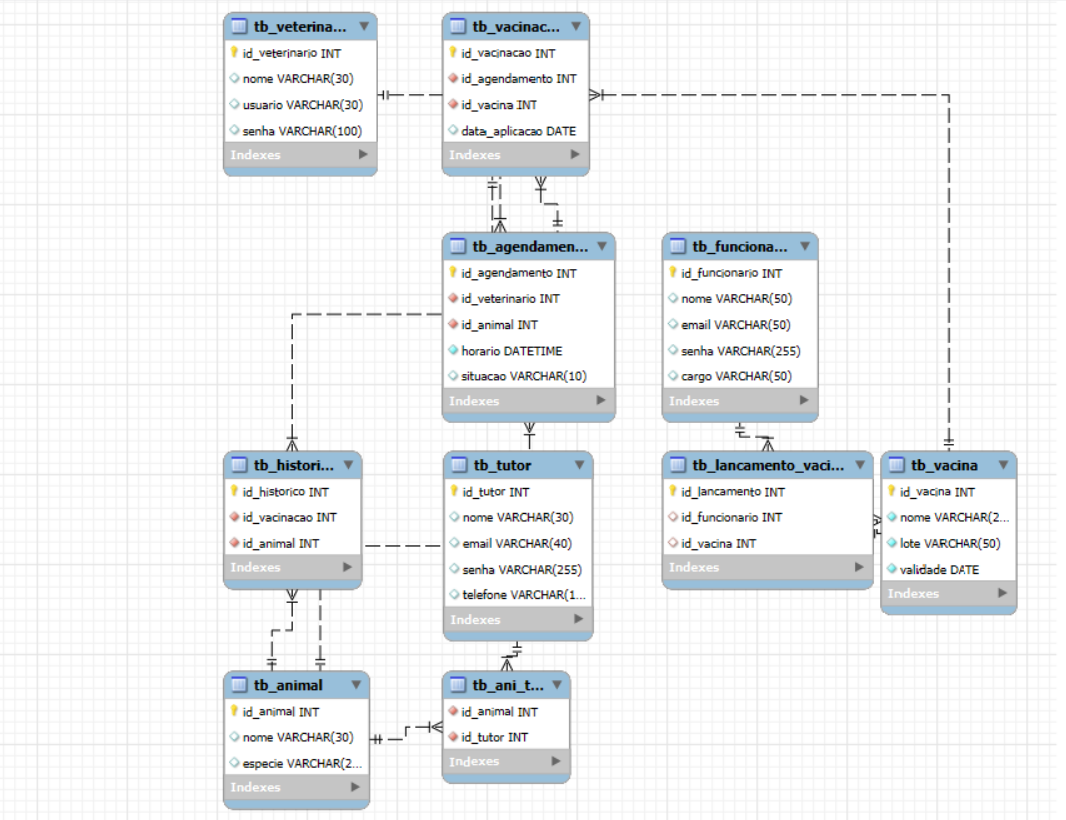 tb_veterina...
id_veterinario INT
nome VARCHAR(30)
usuario VARCHAR(30)
senha VARCHAR(100)
Indexes
tb_vacinac...
id_vacinacao INT
id_agendamento INT
id_vacina INT
data_aplicacao DATE
Indexes
tb_agendamen...
id_agendamento INT
id_veterinario INT
id_animal INT
horario DATETIME
situacao VARCHAR(10)
Indexes
tb_funciona...
id_funcionario INT
nome VARCHAR(50)
email VARCHAR(50)
senha VARCHAR(255)
cargo VARCHAR(50)
Indexes
tb_histori...
id_historico INT
id_vacinacao INT
id_animal INT
Indexes
tb_tutor
id_tutor INT
nome VARCHAR(30)
email VARCHAR(40)
senha VARCHAR(255)
telefone VARCHAR(1...
Indexes
tb_lancamento_vaci...
id_lancamento INT
id_funcionario INT
id_vacina INT
Indexes
tb_vacina
id_vacina INT
nome VARCHAR(2...
lote VARCHAR(50)
validade DATE
Indexes
tb_animal
id_animal INT
nome VARCHAR(30)
especie VARCHAR(2...
Indexes
tb_ani_t...
id_animal INT
id_tutor INT
Indexes